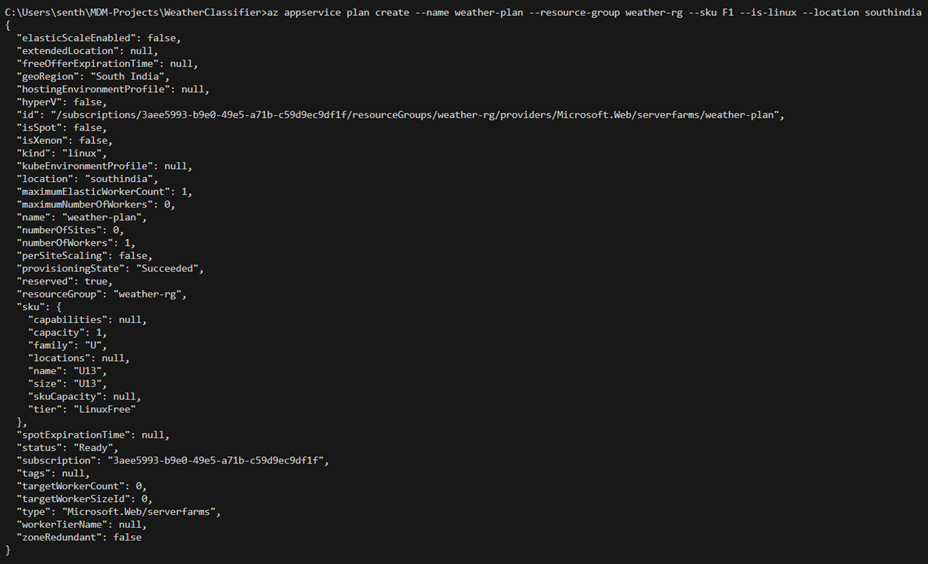 C:\Users\senth\MDM-Projects\WeatherClassifier>az appservice plan create --name weather-plan --resource-group weather-rg --sku F1 --is-linux --location southindia
{
  "elasticScaleEnabled": false,
  "extendedLocation": null,
  "freeOfferExpirationTime": null,
  "geoRegion": "South India",
  "hostingEnvironmentProfile": null,
  "hyperV": false,
  "id": "/subscriptions/3aee5993-b9e0-49e5-a71b-c59d9ec9df1f/resourceGroups/weather-rg/providers/Microsoft.Web/serverfarms/weather-plan",
  "isSpot": false,
  "isXenon": false,
  "kind": "linux",
  "kubeEnvironmentProfile": null,
  "location": "southindia",
  "maximumElasticWorkerCount": 1,
  "maximumNumberOfWorkers": 0,
  "name": "weather-plan",
  "numberOfSites": 0,
  "numberOfWorkers": 1,
  "perSiteScaling": false,
  "provisioningState": "Succeeded",
  "reserved": true,
  "resourceGroup": "weather-rg",
  "sku": {
    "capabilities": null,
    "capacity": 1,
    "family": "U",
    "locations": null,
    "name": "U13",
    "size": "U13",
    "skuCapacity": null,
    "tier": "LinuxFree"
  },
  "spotExpirationTime": null,
  "status": "Ready",
  "subscription": "3aee5993-b9e0-49e5-a71b-c59d9ec9df1f",
  "tags": null,
  "targetWorkerCount": 0,
  "targetWorkerSizeId": 0,
  "type": "Microsoft.Web/serverfarms",
  "workerTierName": null,
  "zoneRedundant": false
}